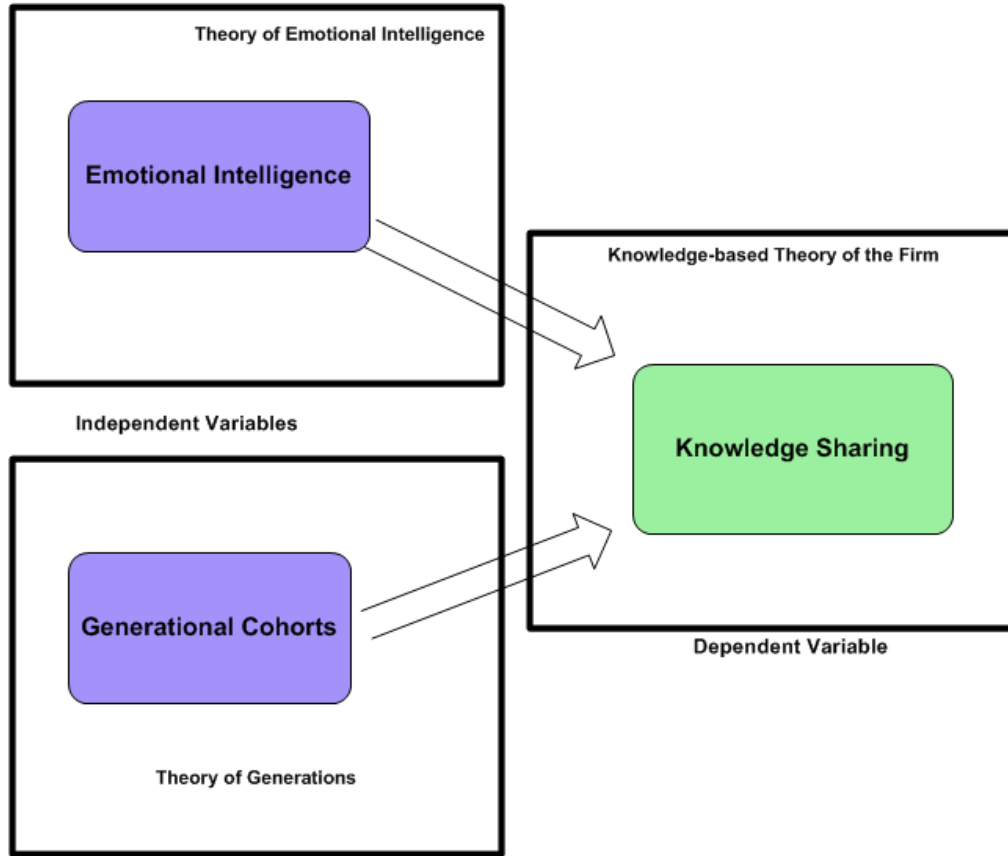 Theory of Emotional Intelligence
Emotional Intelligence
Knowledge-based Theory of the Firm
Independent Variables
Knowledge Sharing
Generational Cohorts
Dependent Variable
Theory of Generations